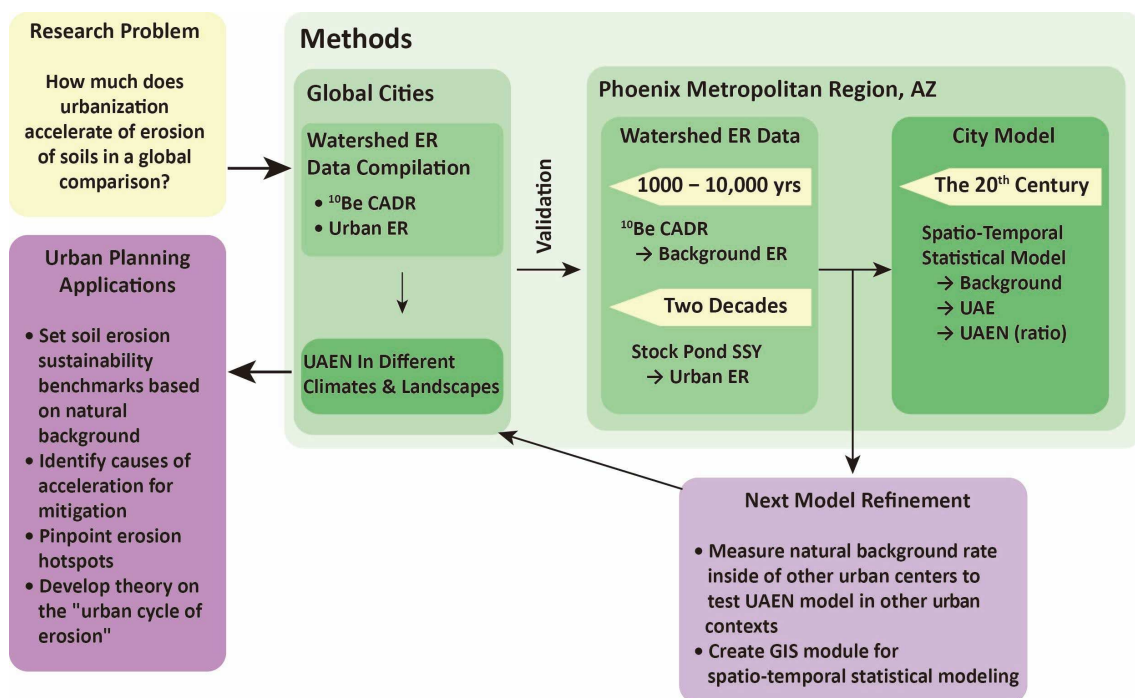 Research Problem
How much does
urbanization
accelerate of erosion
of soils in a global
comparison?
Urban Planning
Applications
• Set soil erosion
sustainability
benchmarks based
on natural
background
• Identify causes of
acceleration for
mitigation
• Pinpoint erosion
hotspots
• Develop theory on
the "urban cycle of
erosion"
Methods
Global Cities
Watershed ER
Data Compilation
• ¹⁰Be CADR
• Urban ER
UAEN In Different
Climates & Landscapes
Validation
Phoenix Metropolitan Region, AZ
Watershed ER Data
1000 – 10,000 yrs
¹⁰Be CADR
→ Background ER
Two Decades
Stock Pond SSY
→ Urban ER
City Model
The 20ᵗʰ Century
Spatio-Temporal
Statistical Model
→ Background
→ UAE
→ UAEN (ratio)
Next Model Refinement
• Measure natural background rate
inside of other urban centers to
test UAEN model in other urban
contexts
• Create GIS module for
spatio-temporal statistical modeling